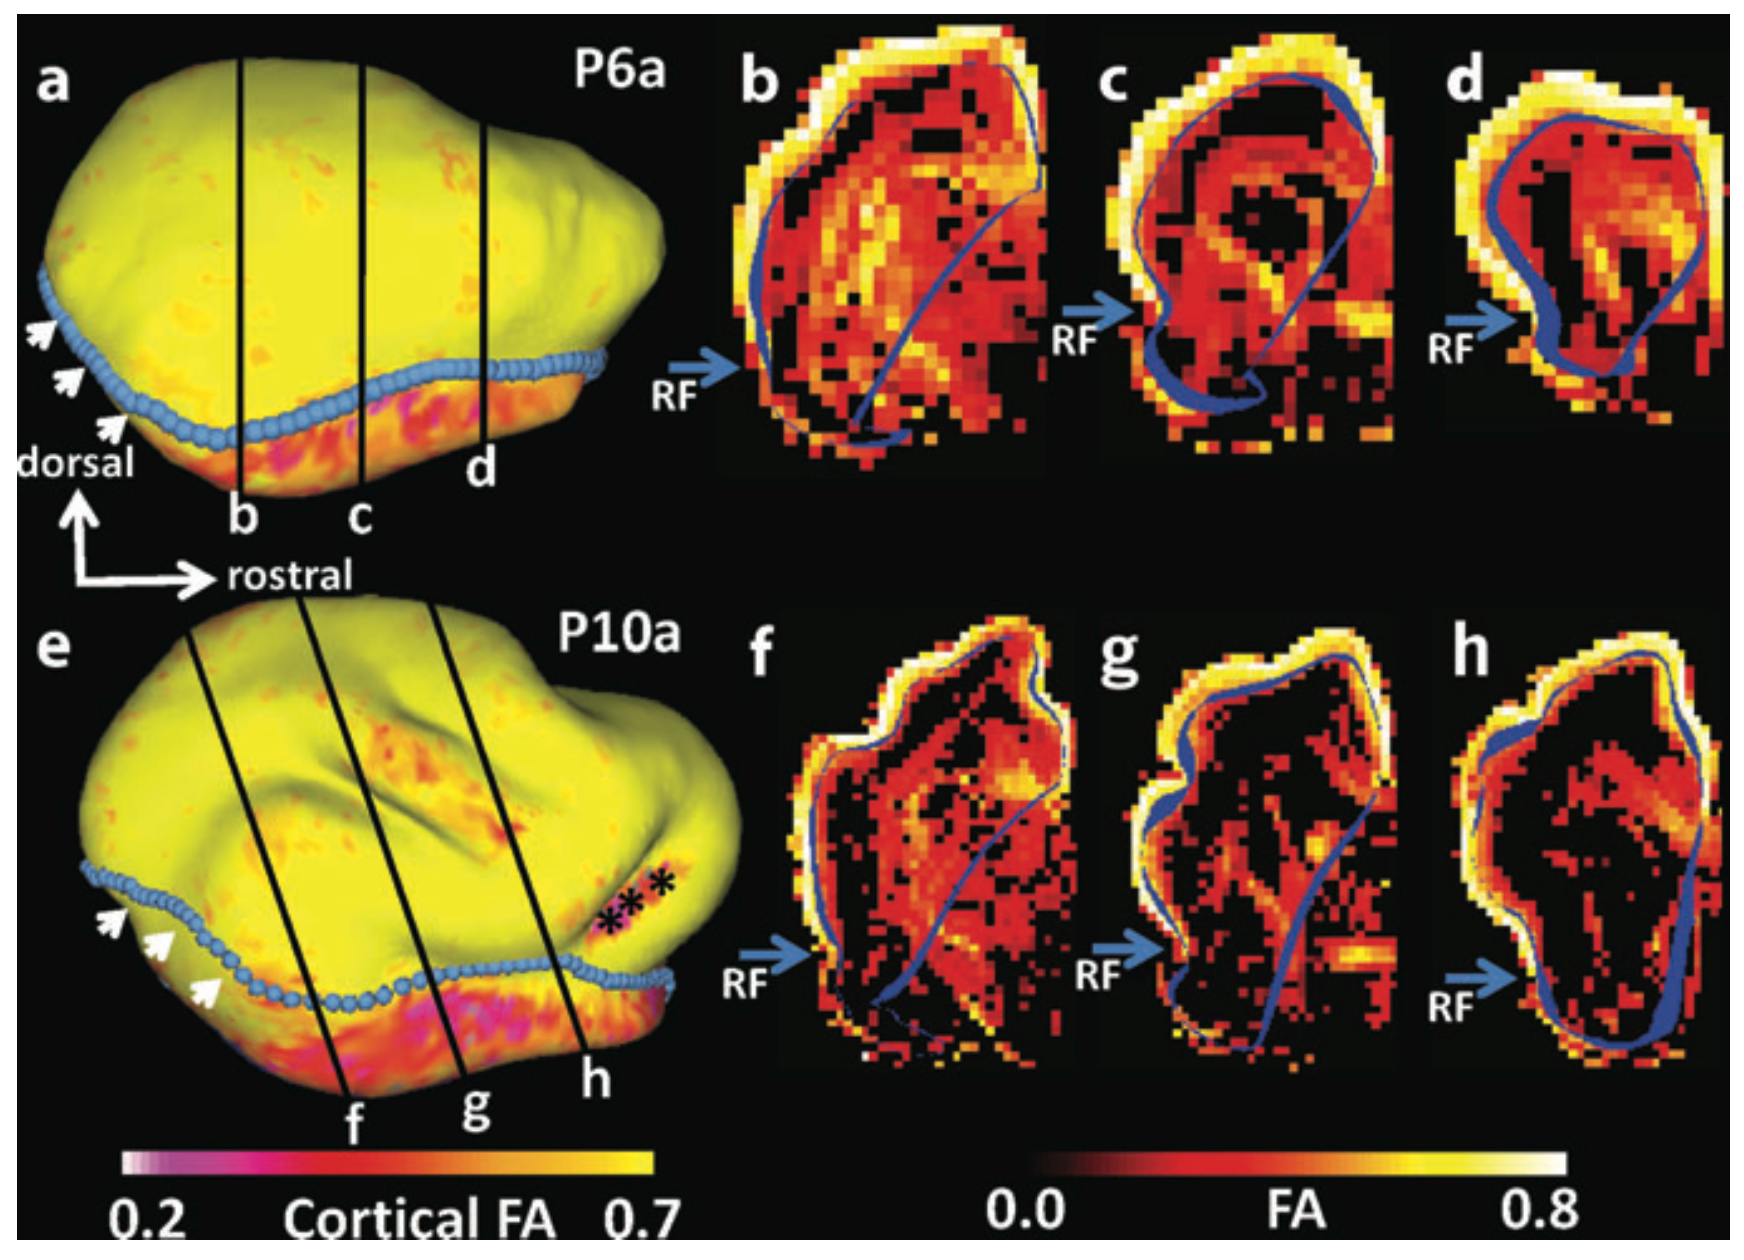 a
P6a
b
c
d
RF
RF
RF
dorsal
b
c
d
rostral
e
P10a
f
g
h
***
RF
RF
RF
f
g
h
0.2 Cortical FA 0.7
0.0 FA 0.8